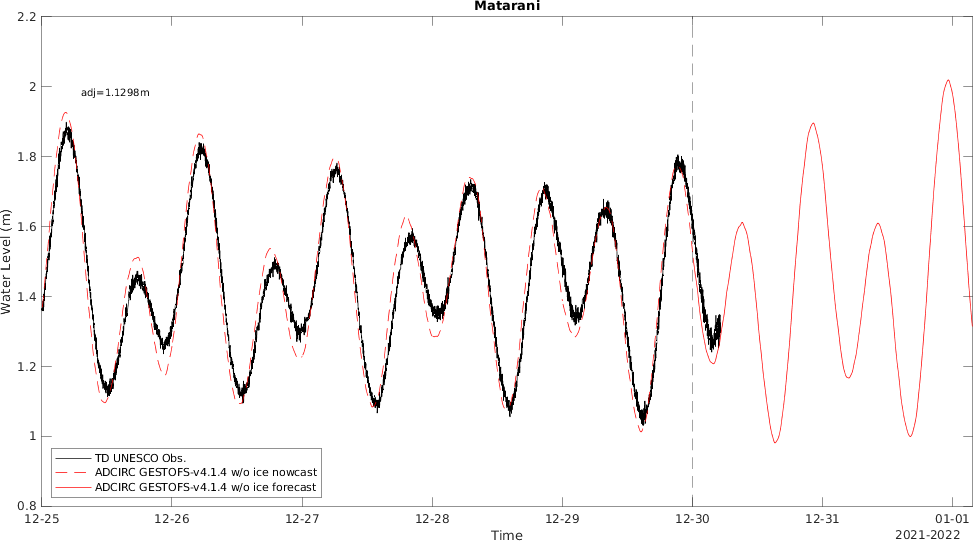 Matarani
2.2
2
1.8
1.6
1.4
1.2
1
0.8
Water Level (m)
adj=1.1298m
TD UNESCO Obs.
ADCIRC GESTOFS-v4.1.4 w/o ice nowcast
ADCIRC GESTOFS-v4.1.4 w/o ice forecast
12-25 12-26 12-27 12-28 12-29 12-30 12-31 01-01
Time
2021-2022